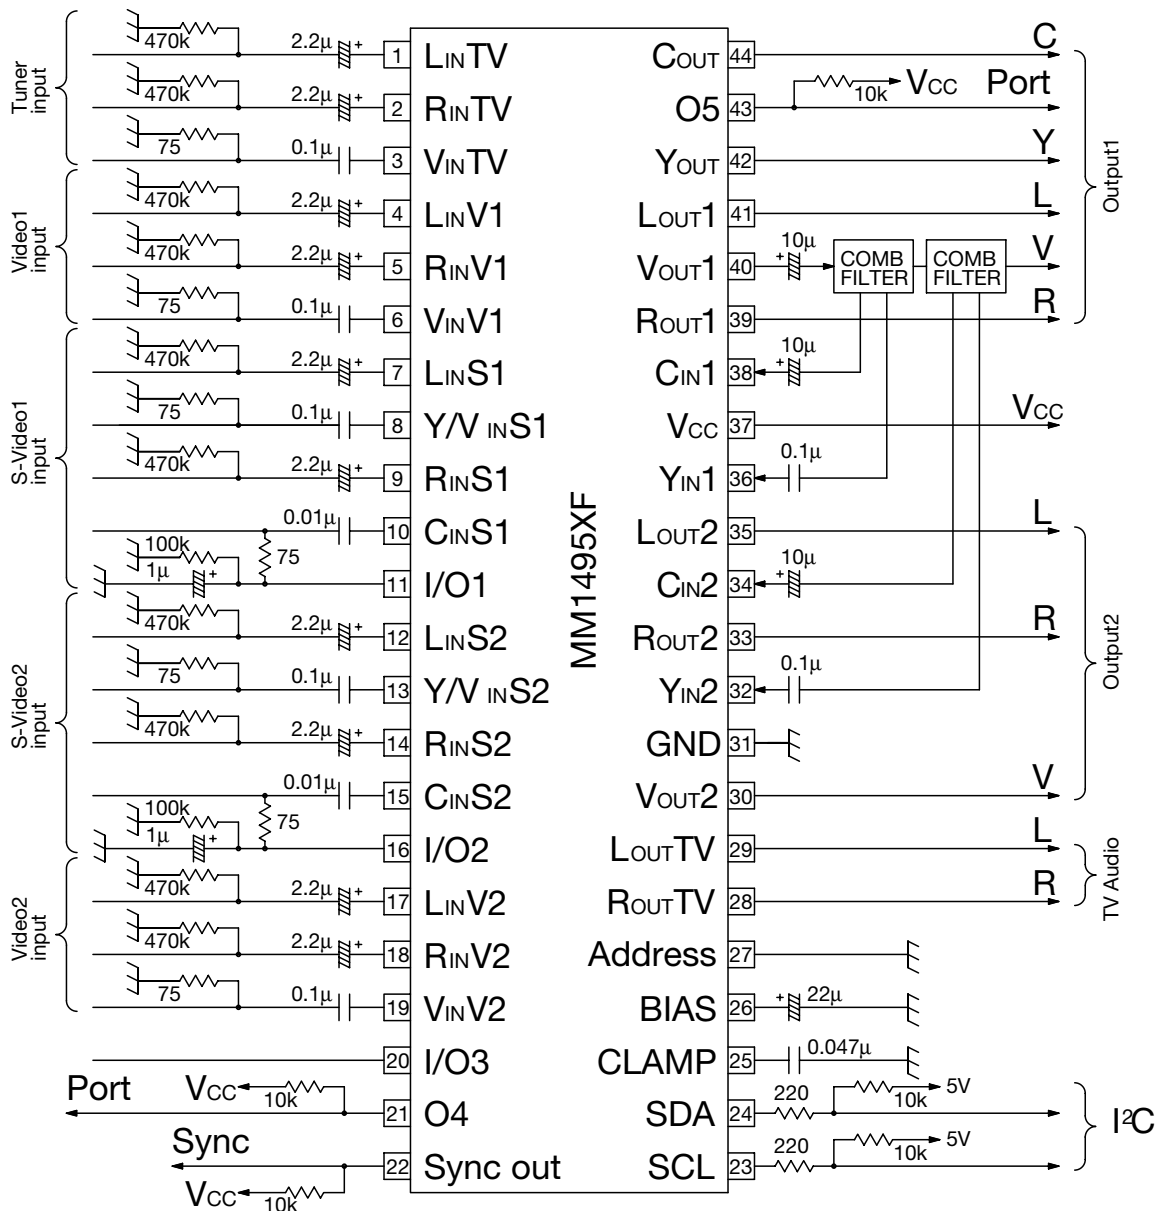 Tuner input
470k 2.2μ + 1 LINTV
470k 2.2μ + 2 RINTV
75 0.1μ 3 VINTV
Video1 input
470k 2.2μ + 4 LINV1
470k 2.2μ + 5 RINV1
75 0.1μ 6 VINV1
S-Video1 input
470k 2.2μ + 7 LINS1
75 0.1μ 8 Y/V INS1
470k 2.2μ + 9 RINS1
0.01μ 10 CINS1
100k 75
1μ + 11 I/O1
S-Video2 input
470k 2.2μ + 12 LINS2
75 0.1μ 13 Y/V INS2
470k 2.2μ + 14 RINS2
0.01μ 15 CINS2
100k 75
1μ + 16 I/O2
Video2 input
470k 2.2μ + 17 LINV2
470k 2.2μ + 18 RINV2
75 0.1μ 19 VINV2
20 I/O3
Port VCC 10k 21 O4
Sync 22 Sync out
VCC 10k
MM1495XF
COUT 44 C
O5 43 10k VCC Port
YOUT 42 Y
LOUT1 41 L
VOUT1 40 + 10μ COMB FILTER COMB FILTER V
ROUT1 39 R
Output1
CIN1 38 + 10μ
VCC 37 VCC
YIN1 36 0.1μ
LOUT2 35 L
CIN2 34 + 10μ
ROUT2 33 R
YIN2 32 0.1μ
GND 31
VOUT2 30 V
Output2
LOUTTV 29 L
ROUTTV 28 R
TV Audio
Address 27
BIAS 26 + 22μ
CLAMP 25 0.047μ
SDA 24 220 10k 5V
SCL 23 220 10k 5V
I²C